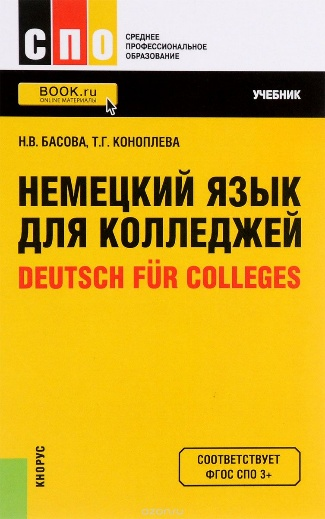 СПО
СРЕДНЕЕ
ПРОФЕССИОНАЛЬНОЕ
ОБРАЗОВАНИЕ
BOOK.ru
ONLINE МАТЕРИАЛЫ
УЧЕБНИК
Н.В. БАСОВА, Т.Г. КОНОПЛЕВА
НЕМЕЦКИЙ ЯЗЫК
ДЛЯ КОЛЛЕДЖЕЙ
DEUTSCH FÜR COLLEGES
КНОРУС
СООТВЕТСТВУЕТ
ФГОС СПО 3+